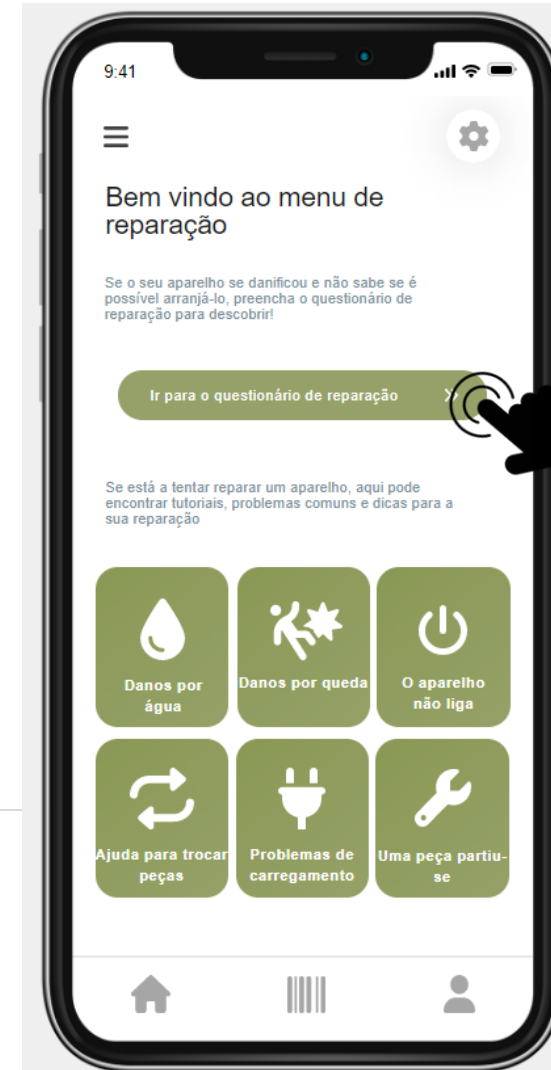 9:41
Bem vindo ao menu de
reparação
Se o seu aparelho se danificou e não sabe se é
possível arranjá-lo, preencha o questionário de
reparação para descobrir!
Ir para o questionário de reparação
Se está a tentar reparar um aparelho, aqui pode
encontrar tutoriais, problemas comuns e dicas para a
sua reparação
Danos por
água
Danos por queda
O aparelho
não liga
Ajuda para trocar
peças
Problemas de
carregamento
Uma peça partiu-
se